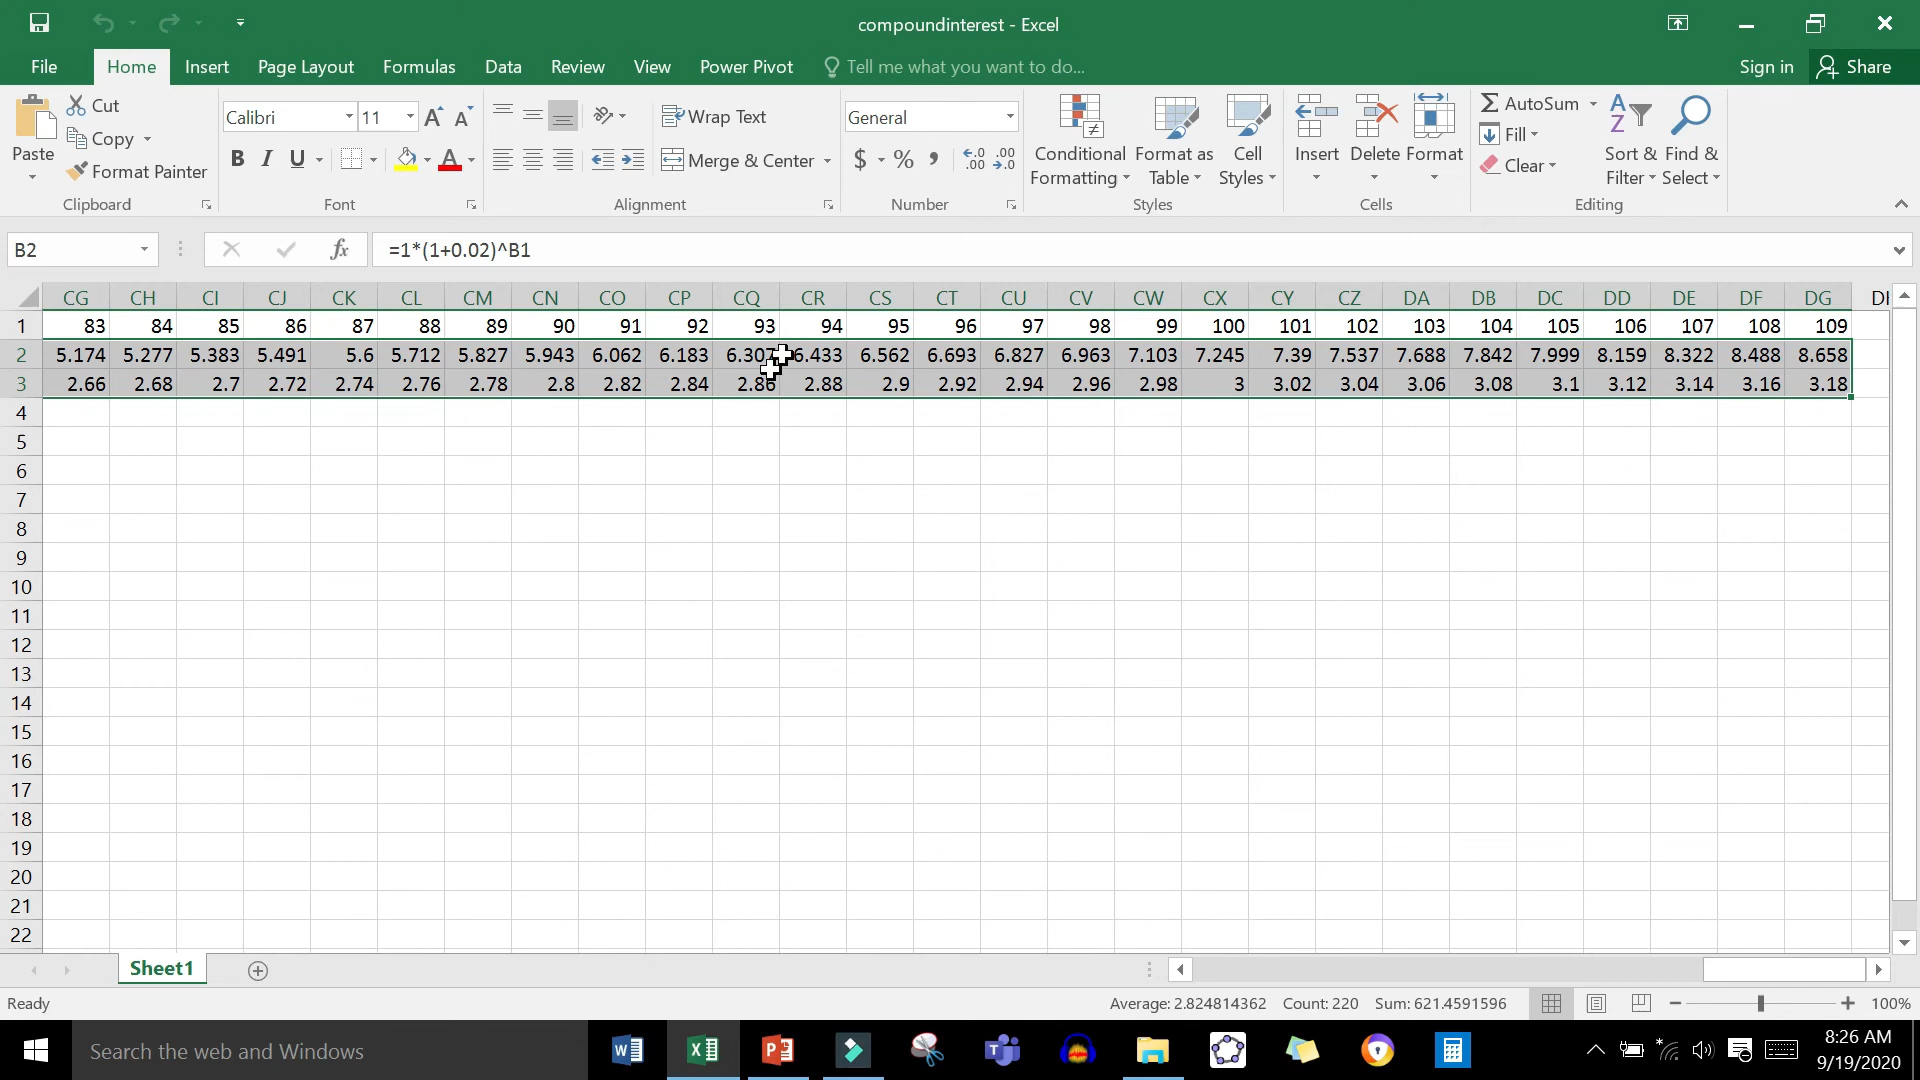 compoundinterest - Excel
File Home Insert Page Layout Formulas Data Review View Power Pivot Tell me what you want to do... Sign in Share
Paste Cut Copy Format Painter Clipboard
Calibri 11 B I U A Font
Wrap Text Merge & Center Alignment
General $ % , Number
Conditional Formatting Format as Table Cell Styles Styles
Insert Delete Format Cells
AutoSum Fill Clear Sort & Filter Find & Select Editing
B2 fx =1*(1+0.02)^B1
CG CH CI CJ CK CL CM CN CO CP CQ CR CS CT CU CV CW CX CY CZ DA DB DC DD DE DF DG
1 83 84 85 86 87 88 89 90 91 92 93 94 95 96 97 98 99 100 101 102 103 104 105 106 107 108 109
2 5.174 5.277 5.383 5.491 5.6 5.712 5.827 5.943 6.062 6.183 6.307 6.433 6.562 6.693 6.827 6.963 7.103 7.245 7.39 7.537 7.688 7.842 7.999 8.159 8.322 8.488 8.658
3 2.66 2.68 2.7 2.72 2.74 2.76 2.78 2.8 2.82 2.84 2.86 2.88 2.9 2.92 2.94 2.96 2.98 3 3.02 3.04 3.06 3.08 3.1 3.12 3.14 3.16 3.18
4
5
6
7
8
9
10
11
12
13
14
15
16
17
18
19
20
21
22
Sheet1
Ready Average: 2.824814362 Count: 220 Sum: 621.4591596 100%
Search the web and Windows
8:26 AM
9/19/2020